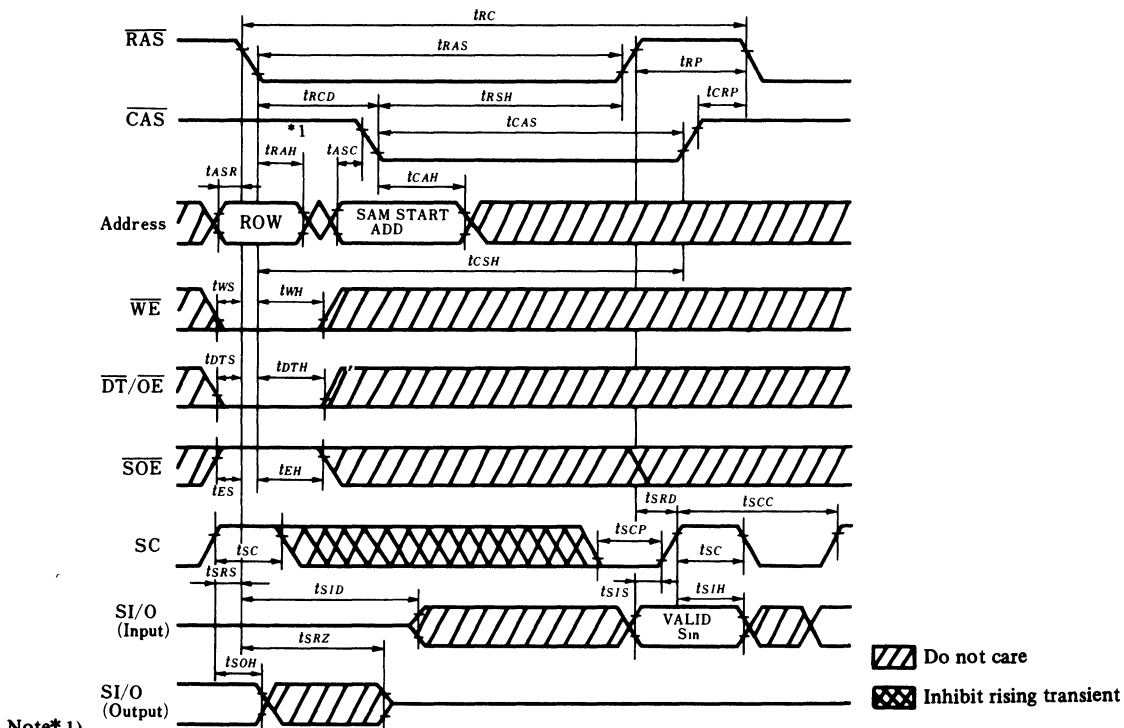 tRC
RAS
tRAS
tRP
tCRP
tRCD
tRSH
CAS
*1
tCAS
tRAH
tASC
tASR
tCAH
Address
ROW
SAM START
ADD
tCSH
tWS
tWH
WE
tDTS
tDTH
DT/OE
SOE
tES
tEH
tSRD
tSCC
SC
tSC
tSCP
tSC
tSRS
tSID
tSIS
tSIH
SI/O
(Input)
VALID
Sin
tSRZ
Do not care
tSOH
SI/O
(Output)
Inhibit rising transient
Note*1)